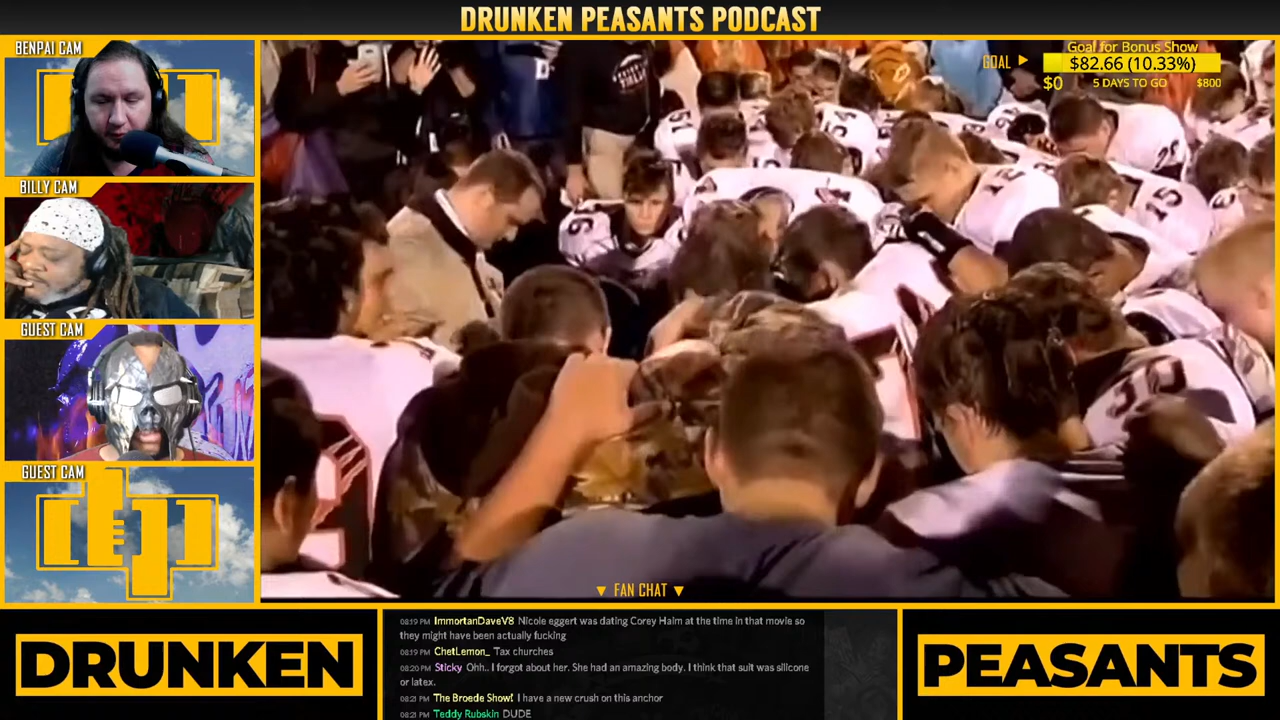 DRUNKEN PEASANTS PODCAST
BENPAI CAM
BILLY CAM
GUEST CAM
GUEST CAM
Goal for Bonus Show
GOAL ▶ $82.66 (10.33%)
$0 5 DAYS TO GO $800
▼ FAN CHAT ▼
08:19 PM ImmortanDaveV8 Nicole eggert was dating Corey Haim at the time in that movie so
they might have been actually fucking
08:19 PM ChetLemon_ Tax churches
08:20 PM Sticky Ohh.. I forgot about her. She had an amazing body. I think that suit was silicone
or latex.
08:21 PM The Broede Show! I have a new crush on this anchor
08:21 PM Teddy Rubskin DUDE
DRUNKEN
PEASANTS